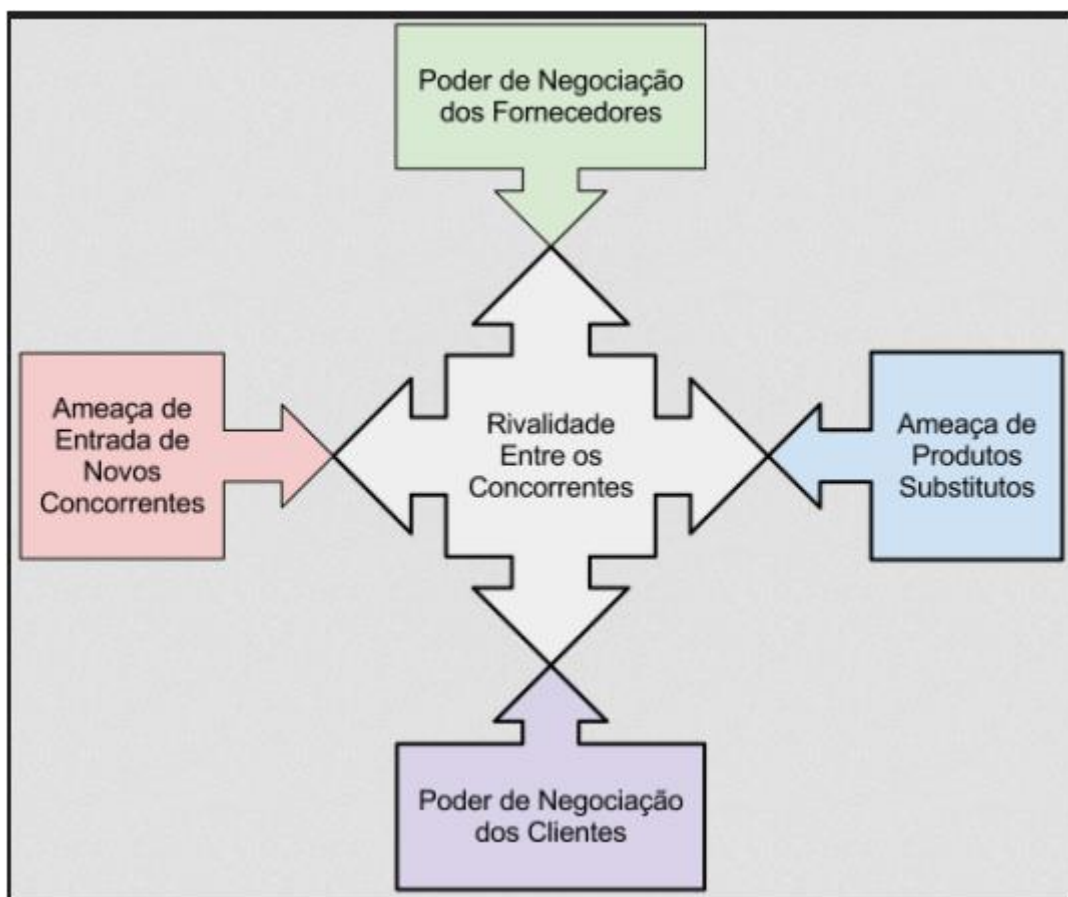 Poder de Negociação
dos Fornecedores
Ameaça de
Entrada de
Novos
Concorrentes
Rivalidade
Entre os
Concorrentes
Ameaça de
Produtos
Substitutos
Poder de Negociação
dos Clientes